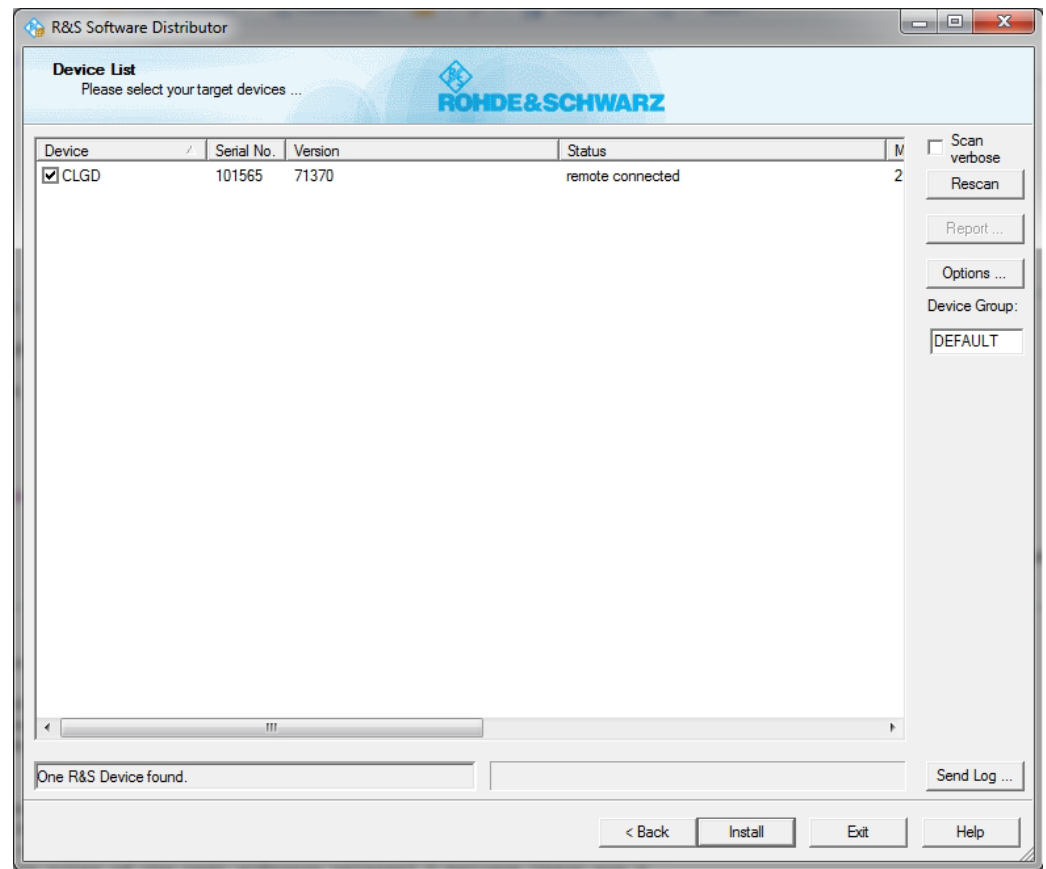 R&S Software Distributor
Device List
Please select your target devices ...
ROHDE&SCHWARZ
Device Serial No. Version Status M
CLGD 101565 71370 remote connected 2
Scan
verbose
Rescan
Report ...
Options ...
Device Group:
DEFAULT
One R&S Device found.
Send Log ...
< Back Install Exit Help